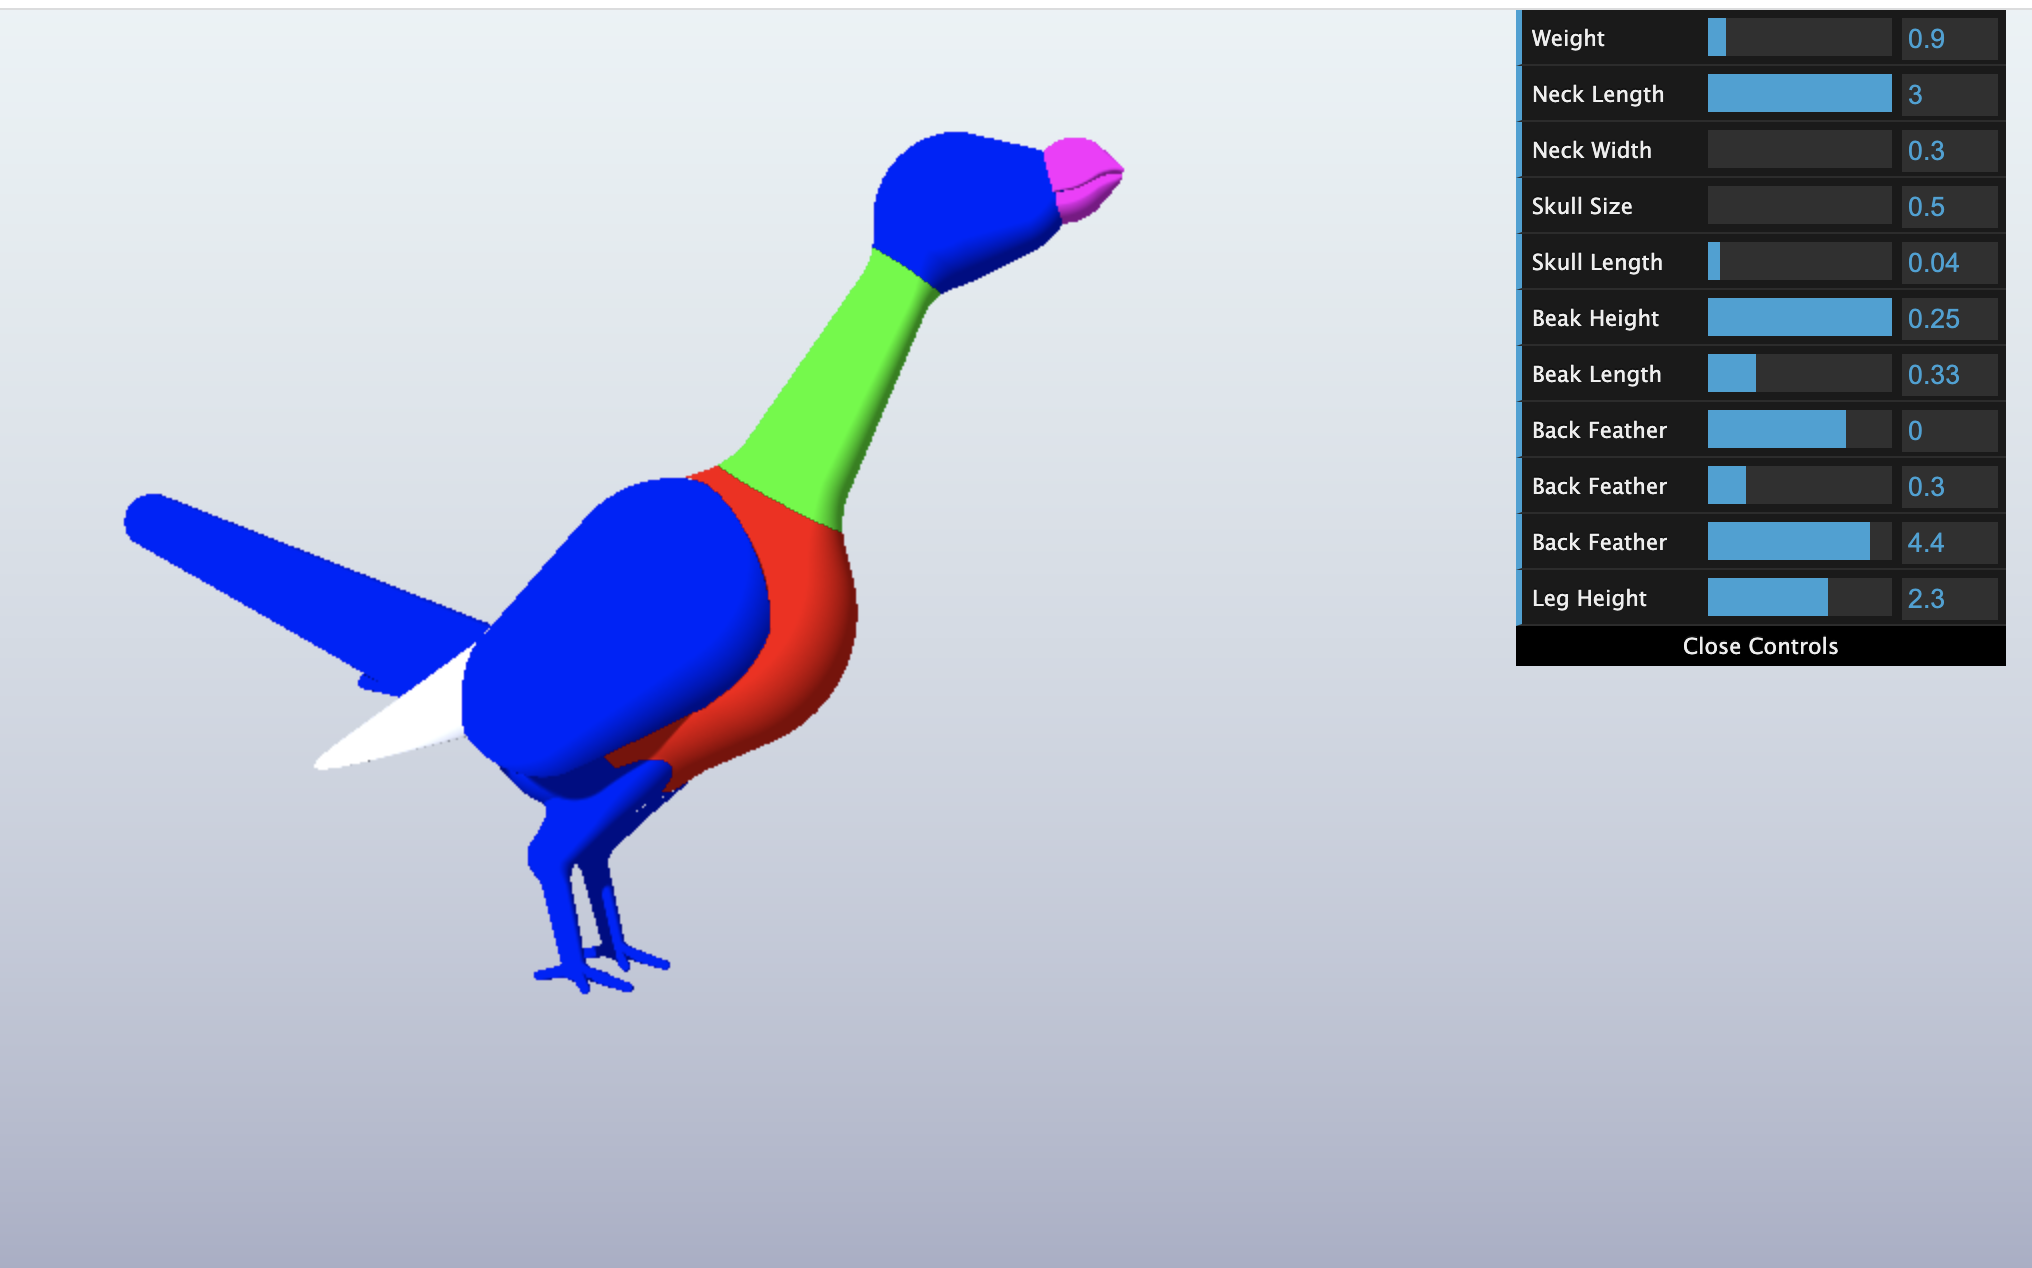 Weight 0.9
Neck Length 3
Neck Width 0.3
Skull Size 0.5
Skull Length 0.04
Beak Height 0.25
Beak Length 0.33
Back Feather 0
Back Feather 0.3
Back Feather 4.4
Leg Height 2.3
Close Controls